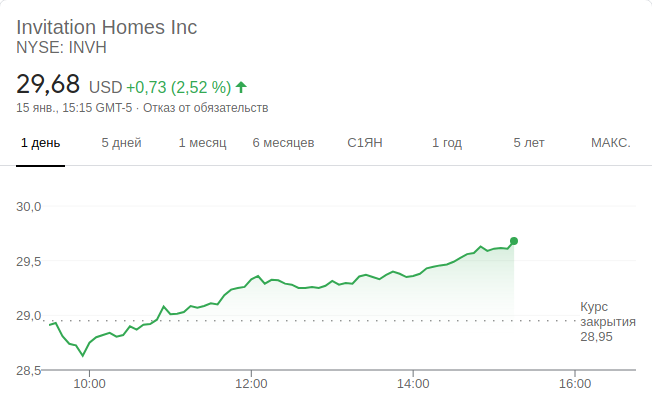 Invitation Homes Inc
NYSE: INVH
29,68 USD +0,73 (2,52 %)
15 янв., 15:15 GMT-5 · Отказ от обязательств
1 день 5 дней 1 месяц 6 месяцев С1ЯН 1 год 5 лет МАКС.
30,0
29,5
29,0
28,5
Курс
закрытия
28,95
10:00 12:00 14:00 16:00